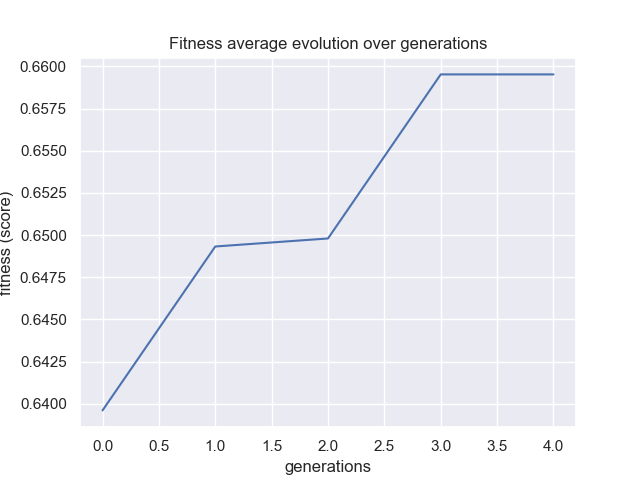 Fitness average evolution over generations
0.6600
0.6575
0.6550
0.6525
0.6500
0.6475
0.6450
0.6425
0.6400
fitness (score)
0.0 0.5 1.0 1.5 2.0 2.5 3.0 3.5 4.0
generations